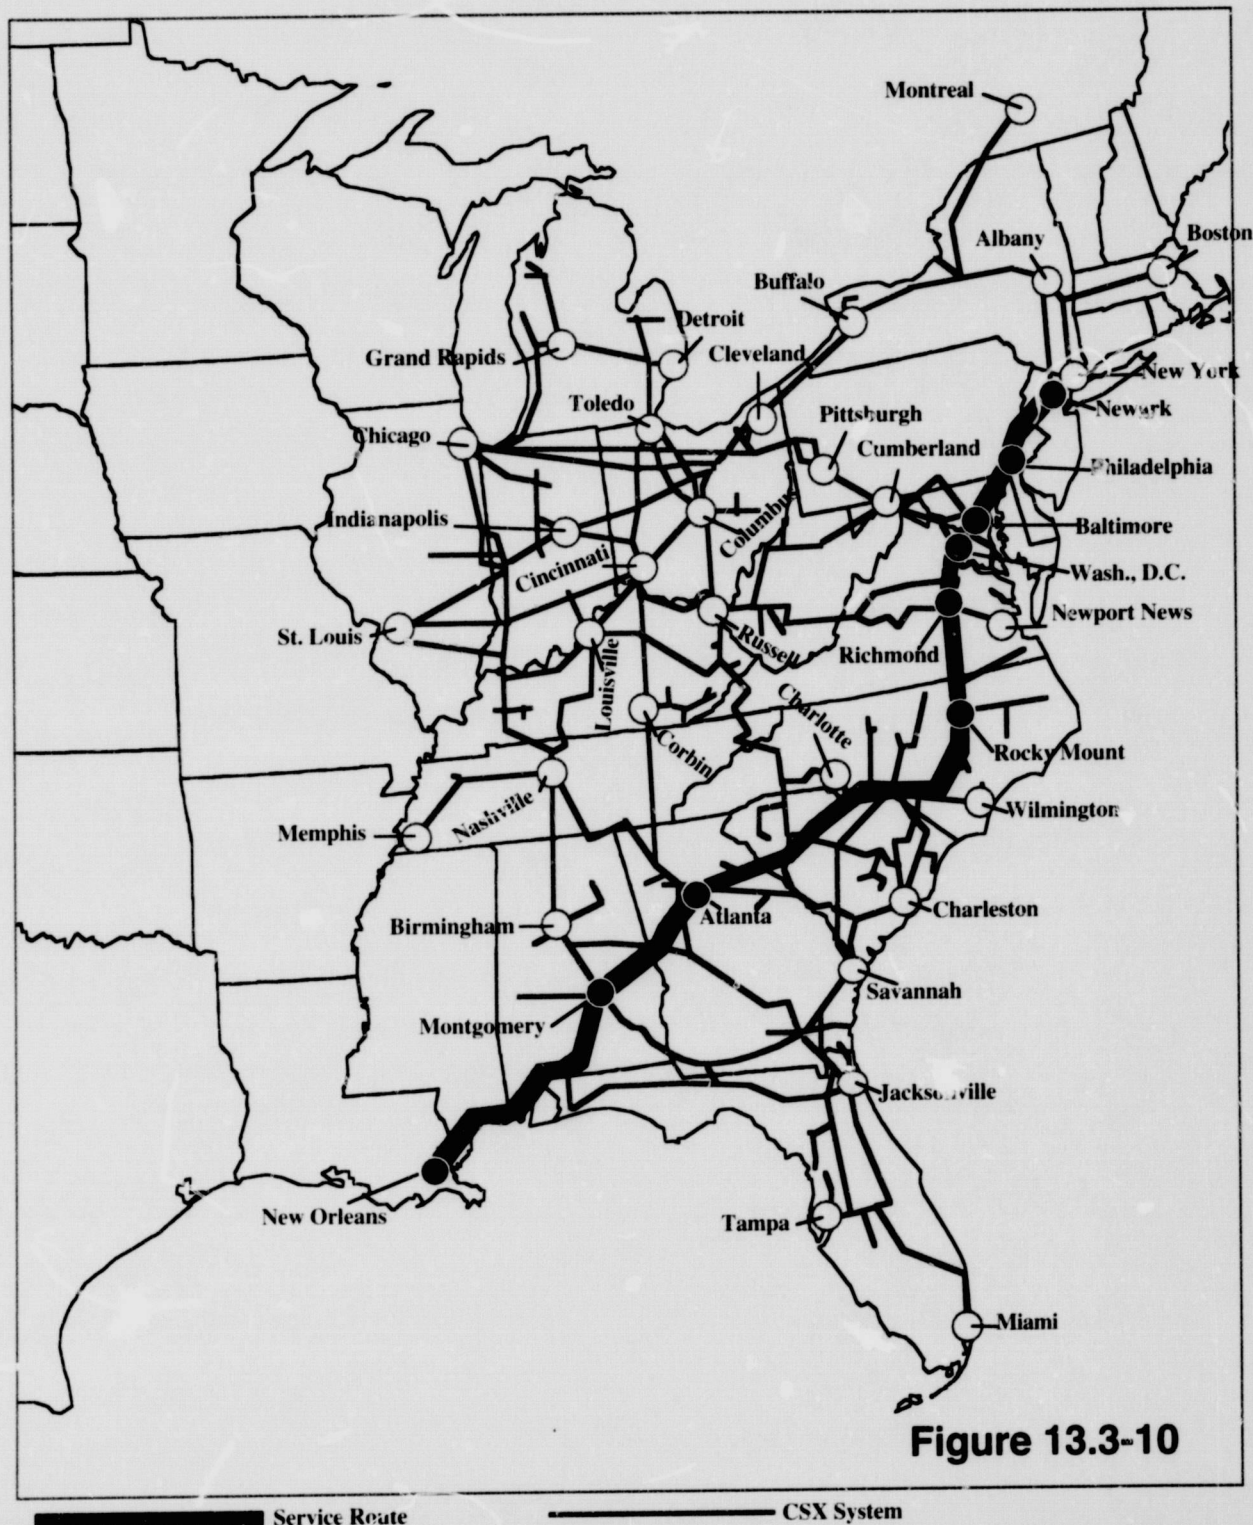 Montreal
Albany
Boston
Buffalo
Detroit
Grand Rapids
Cleveland
New York
Toledo
Newark
Pittsburgh
Chicago
Cumberland
Philadelphia
Indianapolis
Columbus
Baltimore
Cincinnati
Wash., D.C.
Newport News
St. Louis
Russell
Richmond
Louisville
Charlotte
Corbin
Rocky Mount
Nashville
Wilmington
Memphis
Atlanta
Charleston
Birmingham
Savannah
Montgomery
Jacksonville
New Orleans
Tampa
Miami
Figure 13.3-10
Service Route
CSX System